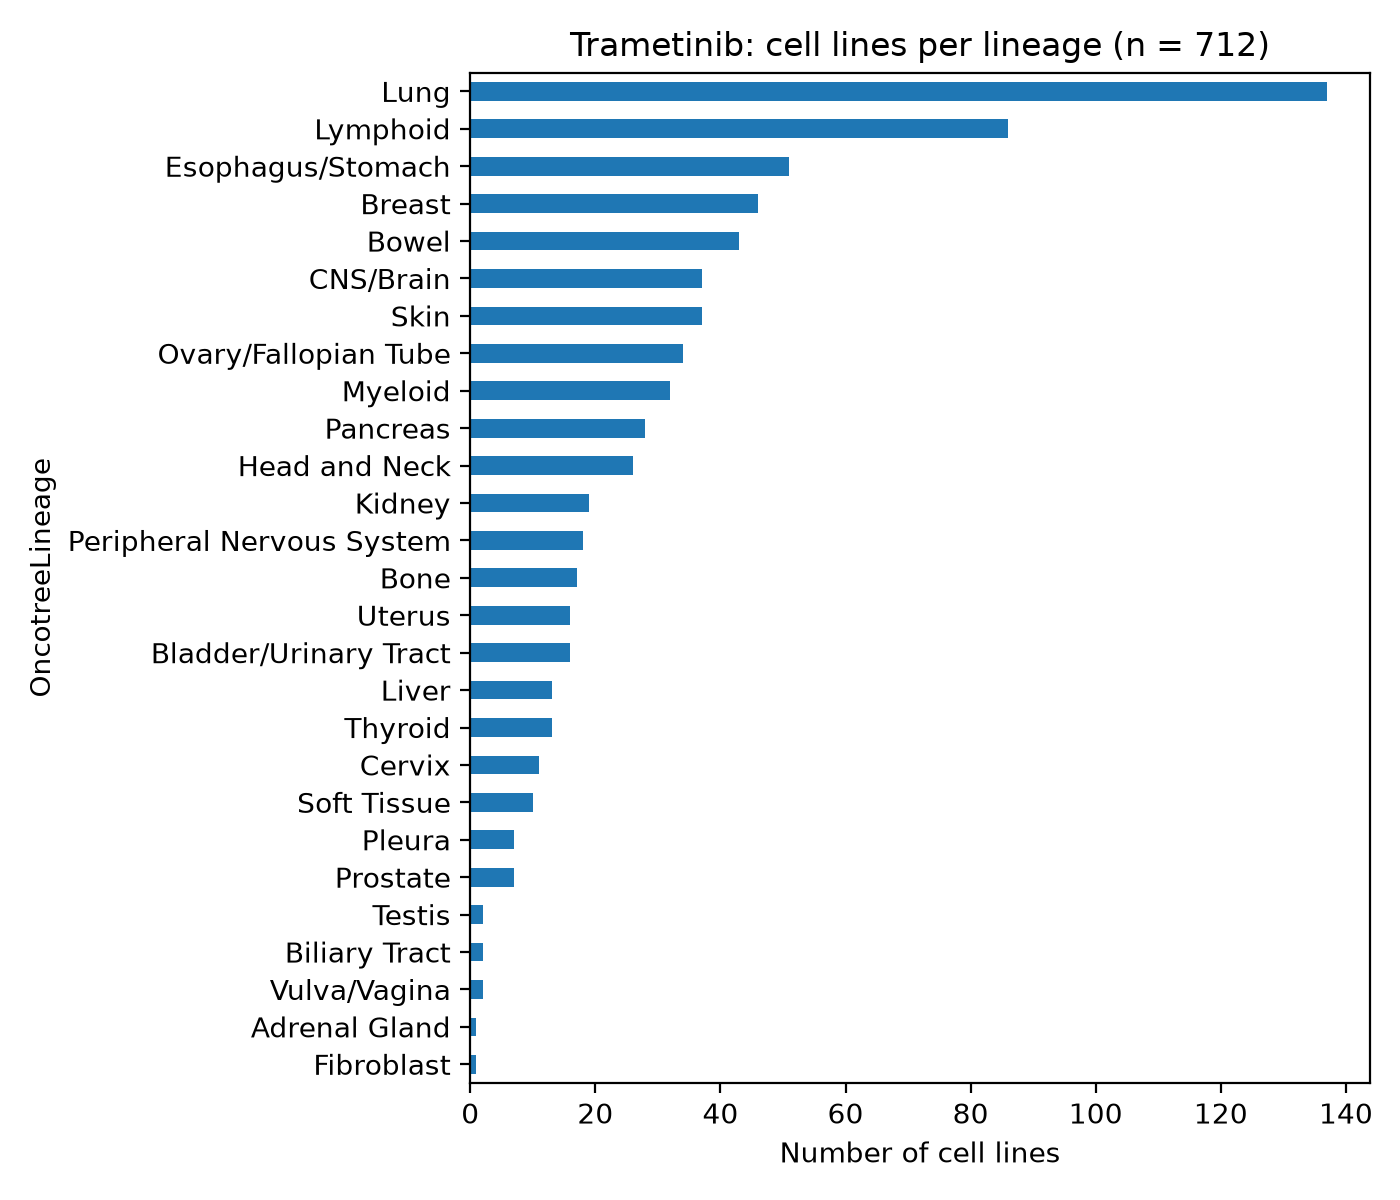 Trametinib: cell lines per lineage (n = 712)
OncotreeLineage
Lung
Lymphoid
Esophagus/Stomach
Breast
Bowel
CNS/Brain
Skin
Ovary/Fallopian Tube
Myeloid
Pancreas
Head and Neck
Kidney
Peripheral Nervous System
Bone
Uterus
Bladder/Urinary Tract
Liver
Thyroid
Cervix
Soft Tissue
Pleura
Prostate
Testis
Biliary Tract
Vulva/Vagina
Adrenal Gland
Fibroblast
0 20 40 60 80 100 120 140
Number of cell lines